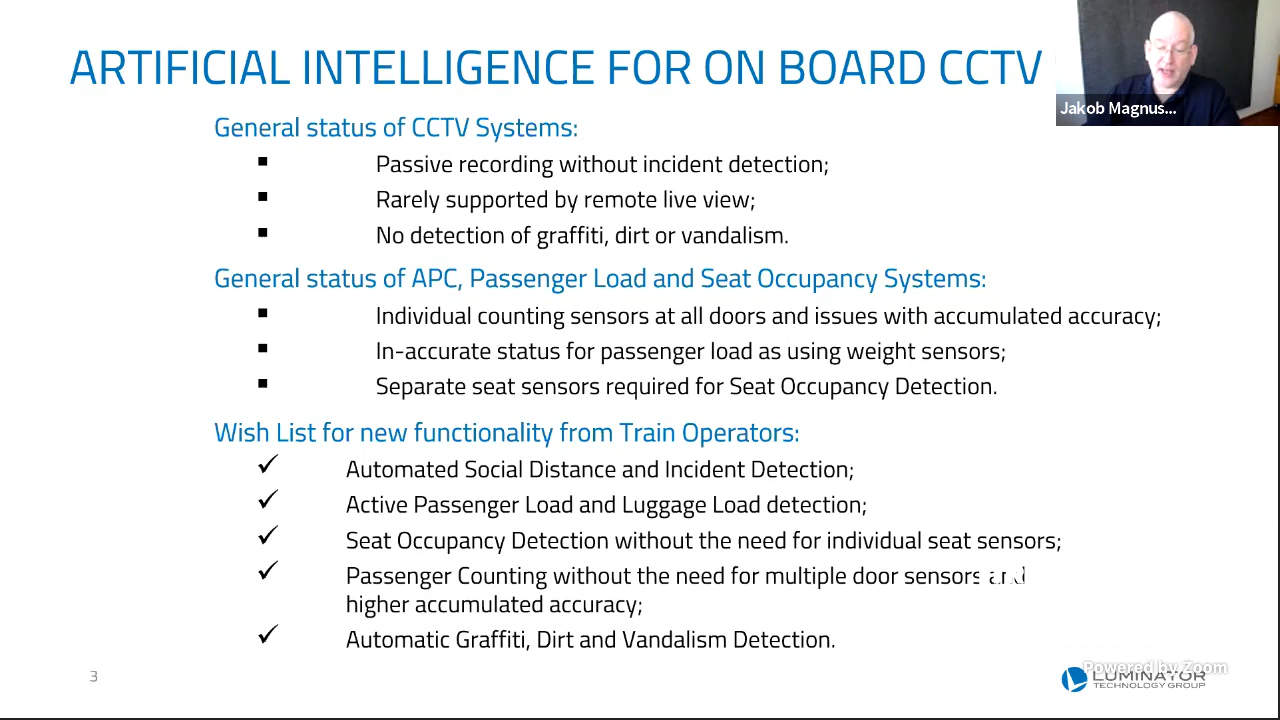 ARTIFICIAL INTELLIGENCE FOR ON BOARD CCTV
Jakob Magnus...
General status of CCTV Systems:
Passive recording without incident detection;
Rarely supported by remote live view;
No detection of graffiti, dirt or vandalism.
General status of APC, Passenger Load and Seat Occupancy Systems:
Individual counting sensors at all doors and issues with accumulated accuracy;
In-accurate status for passenger load as using weight sensors;
Separate seat sensors required for Seat Occupancy Detection.
Wish List for new functionality from Train Operators:
Automated Social Distance and Incident Detection;
Active Passenger Load and Luggage Load detection;
Seat Occupancy Detection without the need for individual seat sensors;
Passenger Counting without the need for multiple door sensors and
higher accumulated accuracy;
Automatic Graffiti, Dirt and Vandalism Detection.
3
Powered by Zoom
LUMINATOR
TECHNOLOGY GROUP